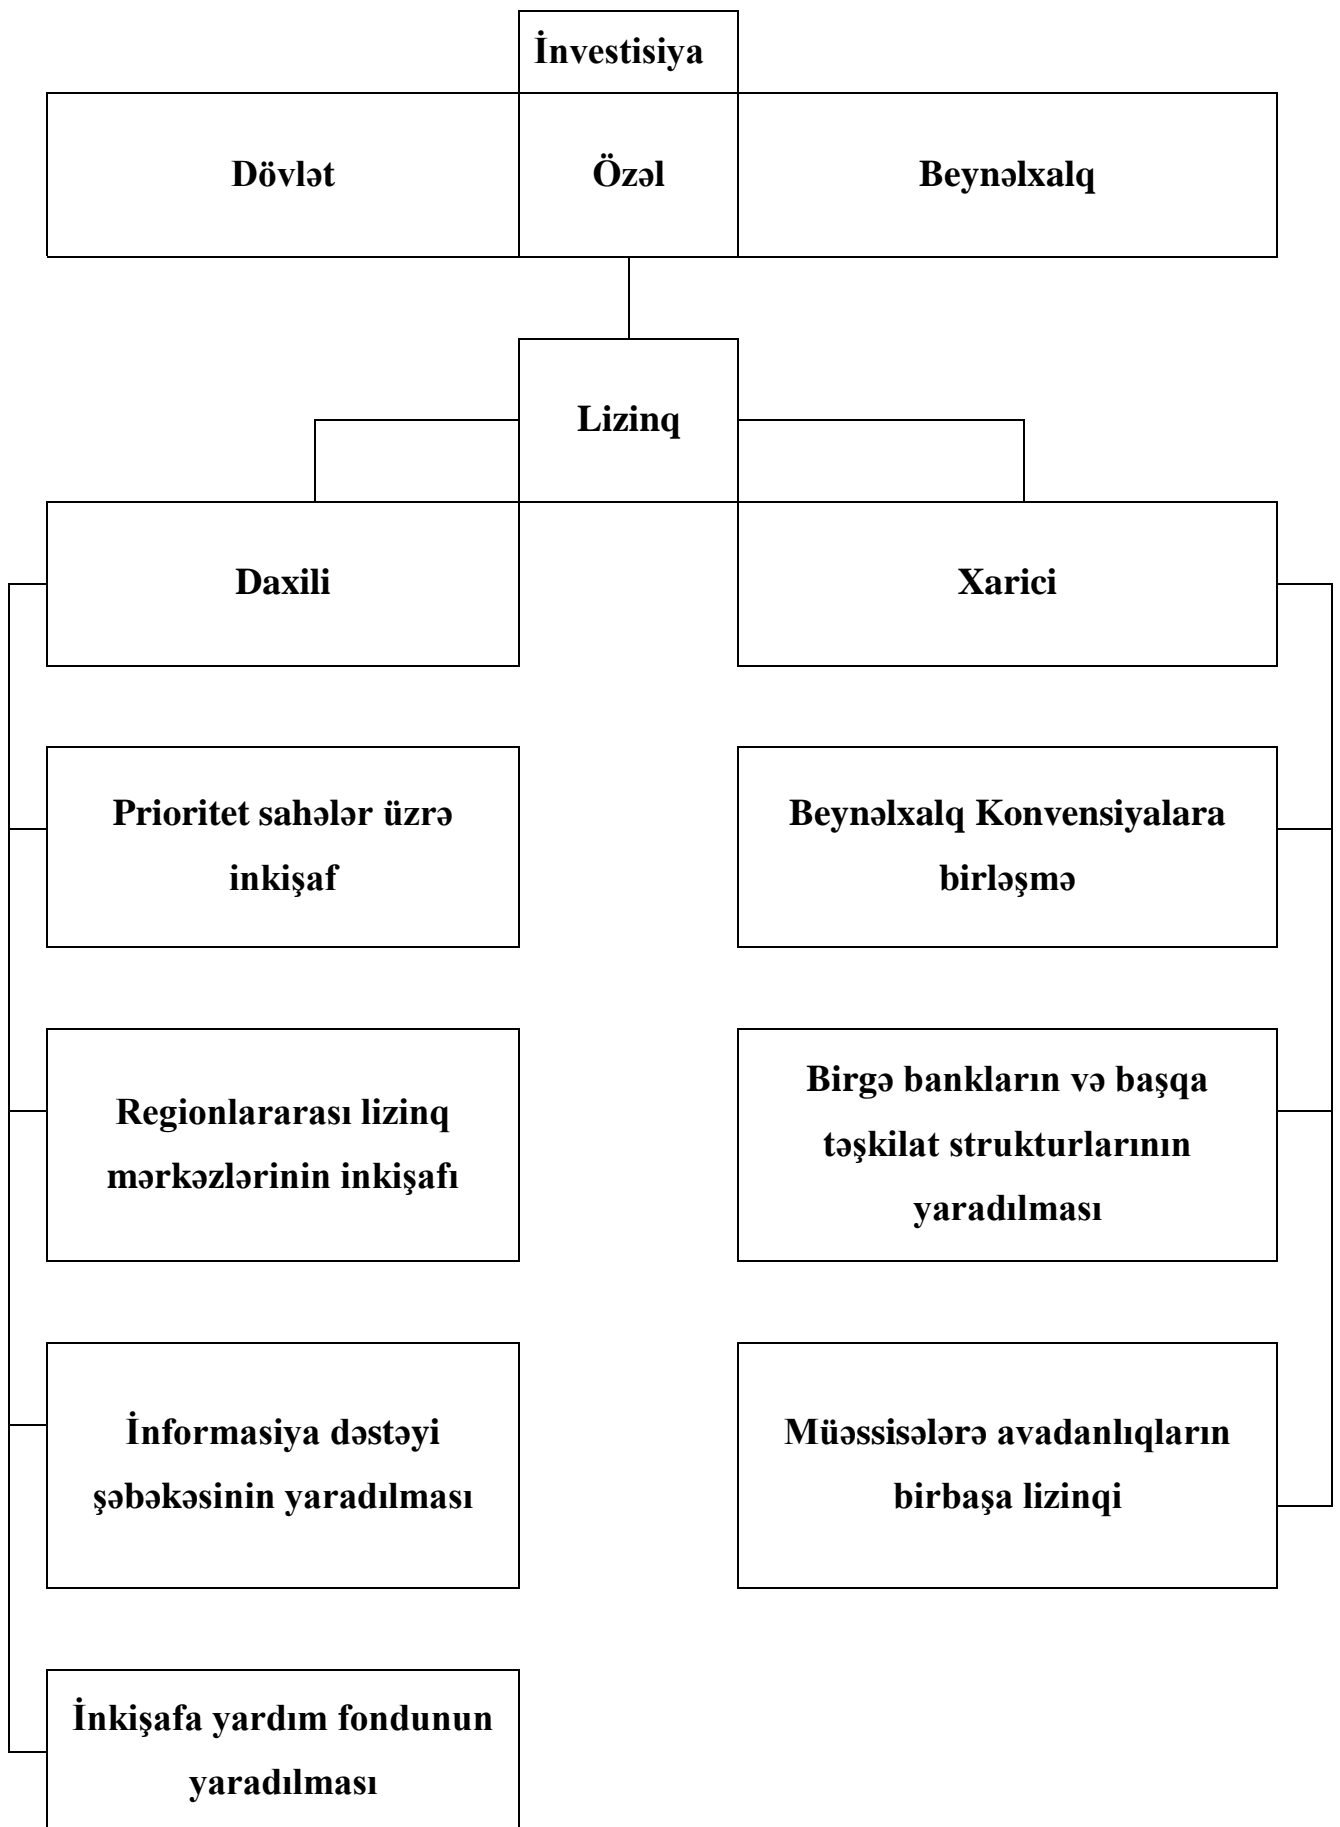 İnvestisiya
Dövlət
Özəl
Beynəlxalq
Lizinq
Daxili
Xarici
Prioritet sahələr üzrə
inkişaf
Beynəlxalq Konvensiyalara
birləşmə
Regionlararası lizinq
mərkəzlərinin inkişafı
Birgə bankların və başqa
təşkilat strukturlarının
yaradılması
İnformasiya dəstəyi
şəbəkəsinin yaradılması
Müəssisələrə avadanlıqların
birbaşa lizinqi
İnkişafa yardım fondunun
yaradılması